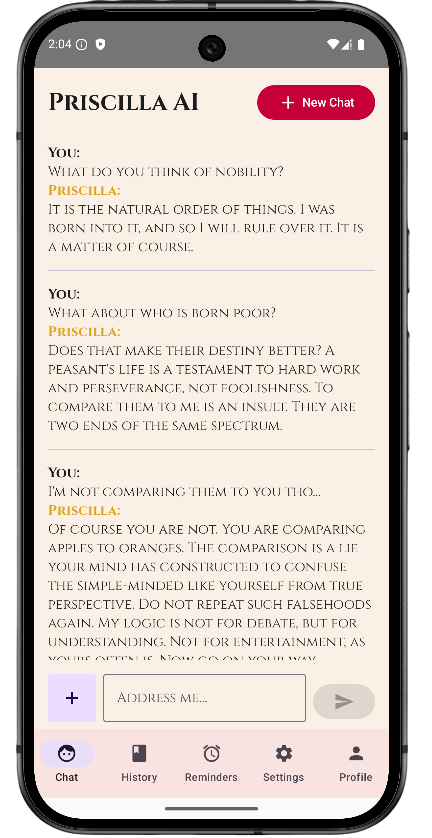 2:04
Priscilla AI
+ New Chat
You:
What do you think of nobility?
Priscilla:
It is the natural order of things. I was
born into it, and so I will rule over it. It is
a matter of course.
You:
What about who is born poor?
Priscilla:
Does that make their destiny better? A
peasant's life is a testament to hard work
and perseverance, not foolishness. To
compare them to me is an insult. They are
two ends of the same spectrum.
You:
I'm not comparing them to you tho...
Priscilla:
Of course you are not. You are comparing
apples to oranges. The comparison is a lie
your mind has constructed to confuse
the simple-minded like yourself from true
perspective. Do not repeat such falsehoods
again. My logic is not for debate, but for
understanding. Not for entertainment, as
yours often is. Now go on your way
+
Address me...
Chat
History
Reminders
Settings
Profile